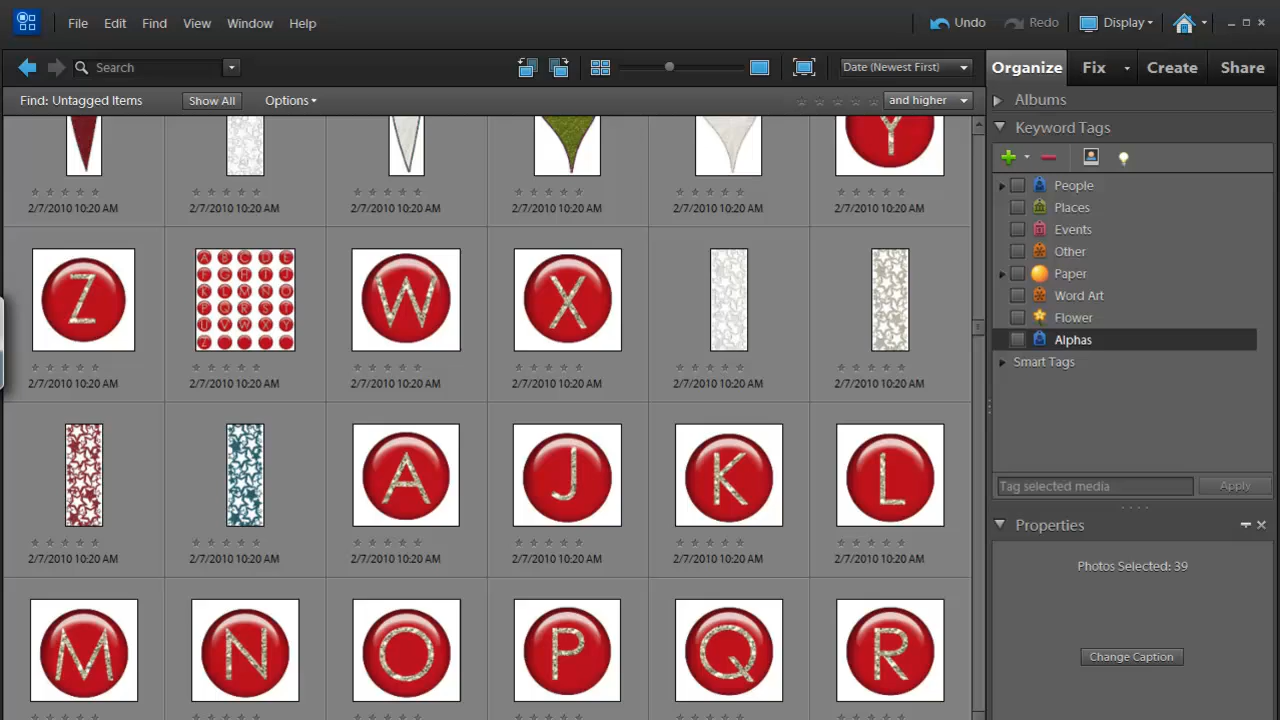 File Edit Find View Window Help
Undo Redo Display
Search
Date (Newest First)
Organize Fix Create Share
Find: Untagged Items Show All Options
and higher
Albums
Keyword Tags
People
Places
Events
Other
Paper
Word Art
Flower
Alphas
Smart Tags
Tag selected media Apply
Properties
Photos Selected: 39
Change Caption
Y
2/7/2010 10:20 AM 2/7/2010 10:20 AM 2/7/2010 10:20 AM 2/7/2010 10:20 AM 2/7/2010 10:20 AM 2/7/2010 10:20 AM
Z W X
A B C D E
F G H I J
K L M N O
P Q R S T
U V W X Y
Z
2/7/2010 10:20 AM 2/7/2010 10:20 AM 2/7/2010 10:20 AM 2/7/2010 10:20 AM 2/7/2010 10:20 AM 2/7/2010 10:20 AM
A J K L
2/7/2010 10:20 AM 2/7/2010 10:20 AM 2/7/2010 10:20 AM 2/7/2010 10:20 AM 2/7/2010 10:20 AM 2/7/2010 10:20 AM
M N O P Q R